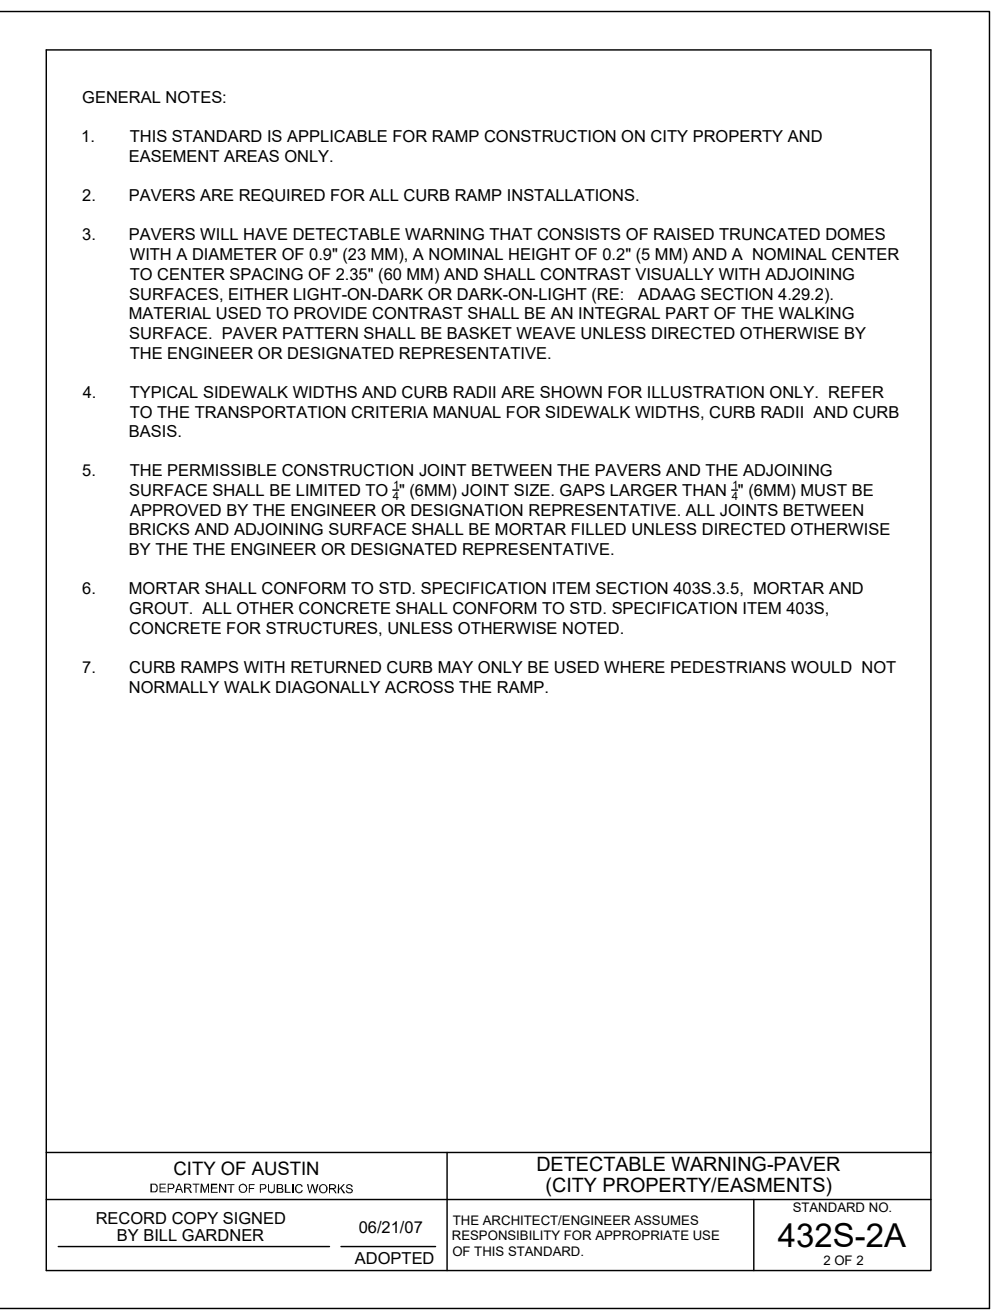 GENERAL NOTES:
1. THIS STANDARD IS APPLICABLE FOR RAMP CONSTRUCTION ON CITY PROPERTY AND
EASEMENT AREAS ONLY.
2. PAVERS ARE REQUIRED FOR ALL CURB RAMP INSTALLATIONS.
3. PAVERS WILL HAVE DETECTABLE WARNING THAT CONSISTS OF RAISED TRUNCATED DOMES
WITH A DIAMETER OF 0.9" (23 MM), A NOMINAL HEIGHT OF 0.2" (5 MM) AND A NOMINAL CENTER
TO CENTER SPACING OF 2.35" (60 MM) AND SHALL CONTRAST VISUALLY WITH ADJOINING
SURFACES, EITHER LIGHT-ON-DARK OR DARK-ON-LIGHT (RE: ADAAG SECTION 4.29.2).
MATERIAL USED TO PROVIDE CONTRAST SHALL BE AN INTEGRAL PART OF THE WALKING
SURFACE. PAVER PATTERN SHALL BE BASKET WEAVE UNLESS DIRECTED OTHERWISE BY
THE ENGINEER OR DESIGNATED REPRESENTATIVE.
4. TYPICAL SIDEWALK WIDTHS AND CURB RADII ARE SHOWN FOR ILLUSTRATION ONLY. REFER
TO THE TRANSPORTATION CRITERIA MANUAL FOR SIDEWALK WIDTHS, CURB RADII AND CURB
BASIS.
5. THE PERMISSIBLE CONSTRUCTION JOINT BETWEEN THE PAVERS AND THE ADJOINING
SURFACE SHALL BE LIMITED TO ¼" (6MM) JOINT SIZE. GAPS LARGER THAN ¼" (6MM) MUST BE
APPROVED BY THE ENGINEER OR DESIGNATION REPRESENTATIVE. ALL JOINTS BETWEEN
BRICKS AND ADJOINING SURFACE SHALL BE MORTAR FILLED UNLESS DIRECTED OTHERWISE
BY THE THE ENGINEER OR DESIGNATED REPRESENTATIVE.
6. MORTAR SHALL CONFORM TO STD. SPECIFICATION ITEM SECTION 403S.3.5, MORTAR AND
GROUT. ALL OTHER CONCRETE SHALL CONFORM TO STD. SPECIFICATION ITEM 403S,
CONCRETE FOR STRUCTURES, UNLESS OTHERWISE NOTED.
7. CURB RAMPS WITH RETURNED CURB MAY ONLY BE USED WHERE PEDESTRIANS WOULD NOT
NORMALLY WALK DIAGONALLY ACROSS THE RAMP.
CITY OF AUSTIN
DEPARTMENT OF PUBLIC WORKS
DETECTABLE WARNING-PAVER
(CITY PROPERTY/EASMENTS)
RECORD COPY SIGNED
BY BILL GARDNER
06/21/07
ADOPTED
THE ARCHITECT/ENGINEER ASSUMES
RESPONSIBILITY FOR APPROPRIATE USE
OF THIS STANDARD.
STANDARD NO.
432S-2A
2 OF 2